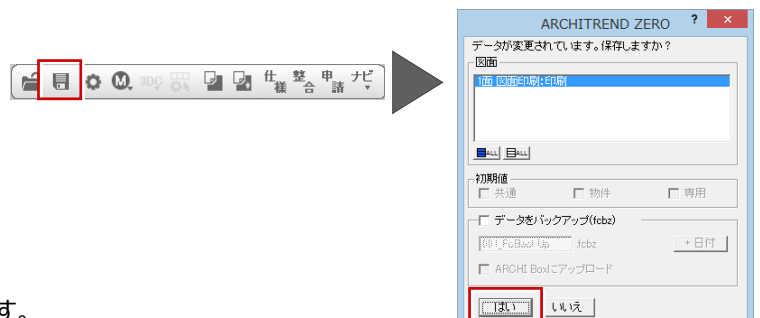 ARCHITREND ZERO ? ×
データが変更されています。保存しますか?
図面
1面 図面印刷:印刷
ALL ALL
初期値
共通 物件 専用
データをバックアップ(fcbz)
.fcbz +日付
ARCHI Boxにアップロード
はい いいえ
M 3DC 仕様 整合 申請 ナビ
す。